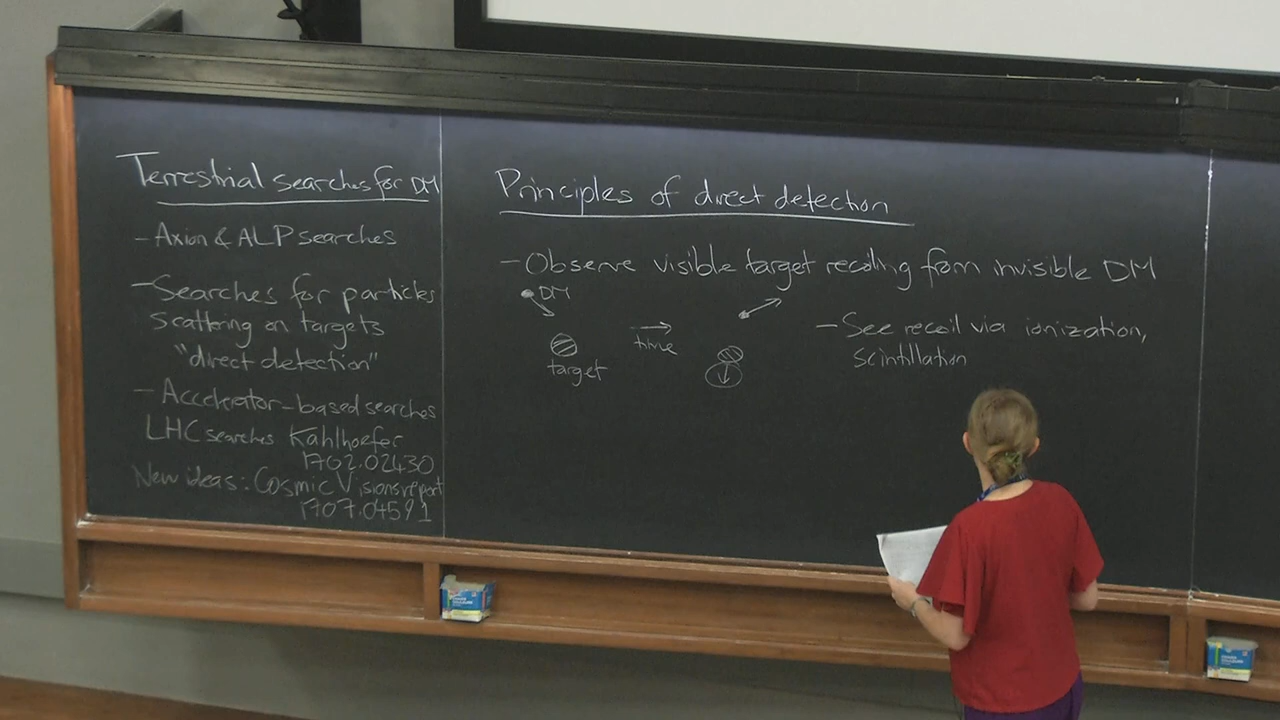 Terrestrial searches for DM
- Axion & ALP searches
- Searches for particles
scattering on targets
"direct detection"
- Accelerator-based searches
LHC searches Kahlhoefer
1702.02430
New ideas: Cosmic Visions report
1707.04591
Principles of direct detection
- Observe visible target recoiling from invisible DM
DM
target
time
- See recoil via ionization,
scintillation